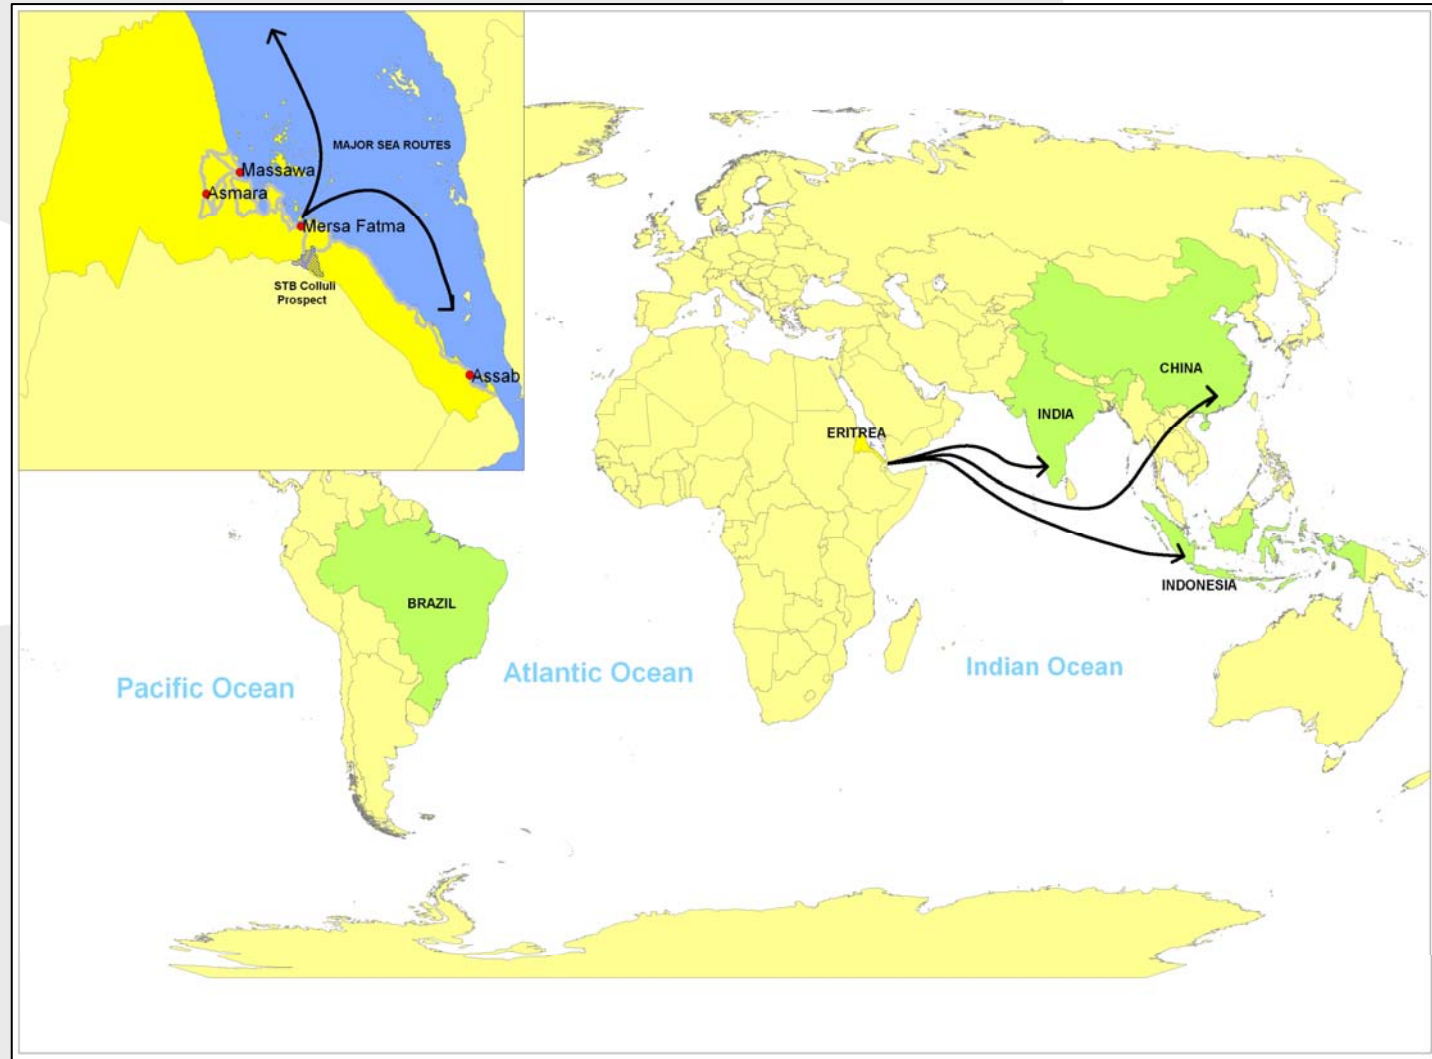 MAJOR SEA ROUTES
Massawa
Asmara
Mersa Fatma
STB Colluli
Prospect
Assab
CHINA
INDIA
ERITREA
INDONESIA
BRAZIL
Pacific Ocean
Atlantic Ocean
Indian Ocean